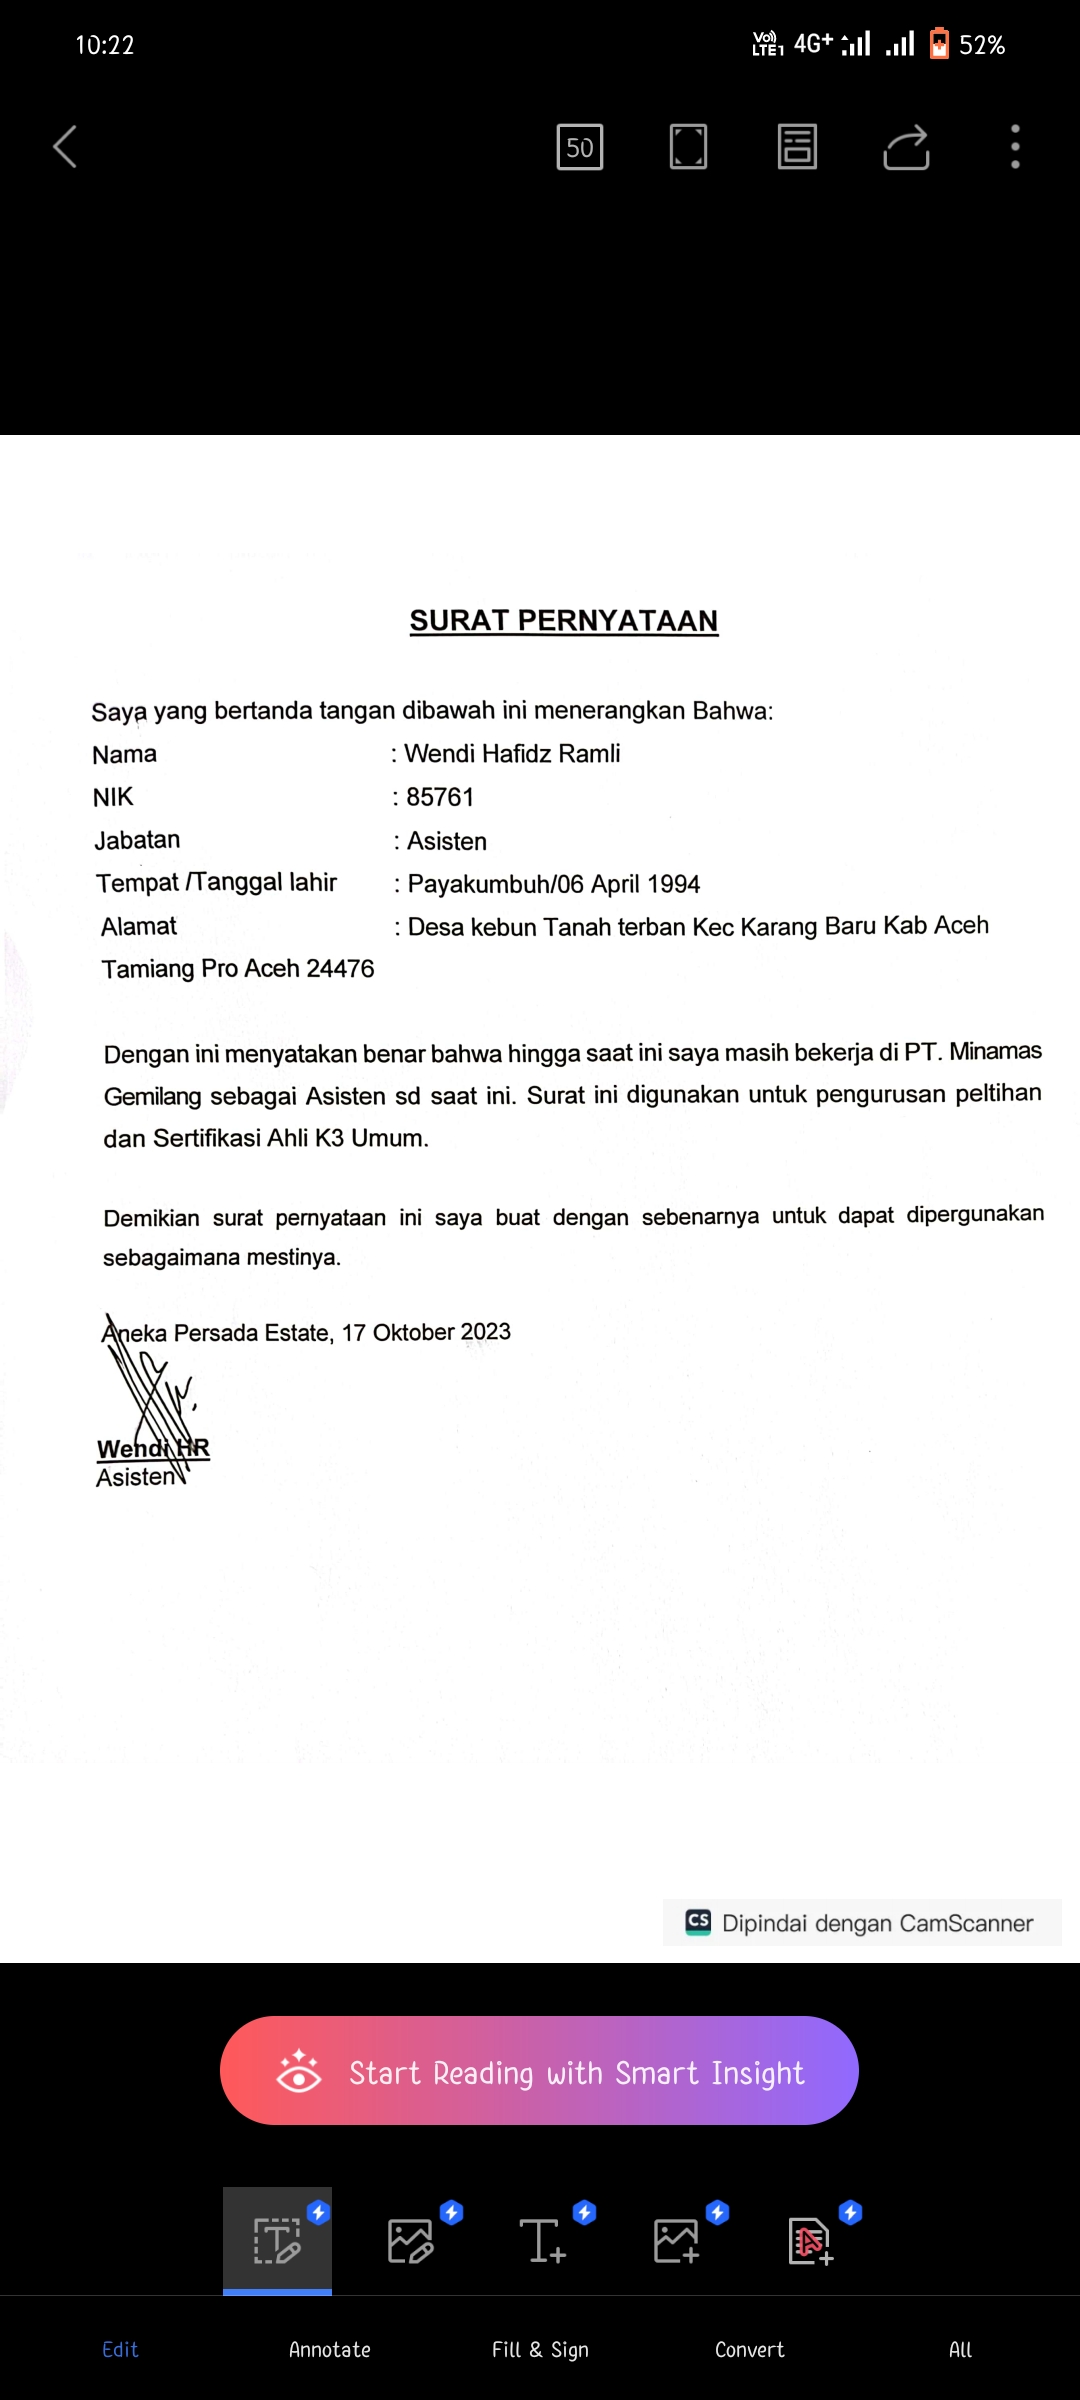 10:22
Vo)) LTE1 4G+ 52%
50
SURAT PERNYATAAN
Saya yang bertanda tangan dibawah ini menerangkan Bahwa:
Nama : Wendi Hafidz Ramli
NIK : 85761
Jabatan : Asisten
Tempat /Tanggal lahir : Payakumbuh/06 April 1994
Alamat : Desa kebun Tanah terban Kec Karang Baru Kab Aceh
Tamiang Pro Aceh 24476
Dengan ini menyatakan benar bahwa hingga saat ini saya masih bekerja di PT. Minamas
Gemilang sebagai Asisten sd saat ini. Surat ini digunakan untuk pengurusan peltihan
dan Sertifikasi Ahli K3 Umum.
Demikian surat pernyataan ini saya buat dengan sebenarnya untuk dapat dipergunakan
sebagaimana mestinya.
Aneka Persada Estate, 17 Oktober 2023
Wendi HR
Asisten
CS Dipindai dengan CamScanner
Start Reading with Smart Insight
Edit Annotate Fill & Sign Convert All